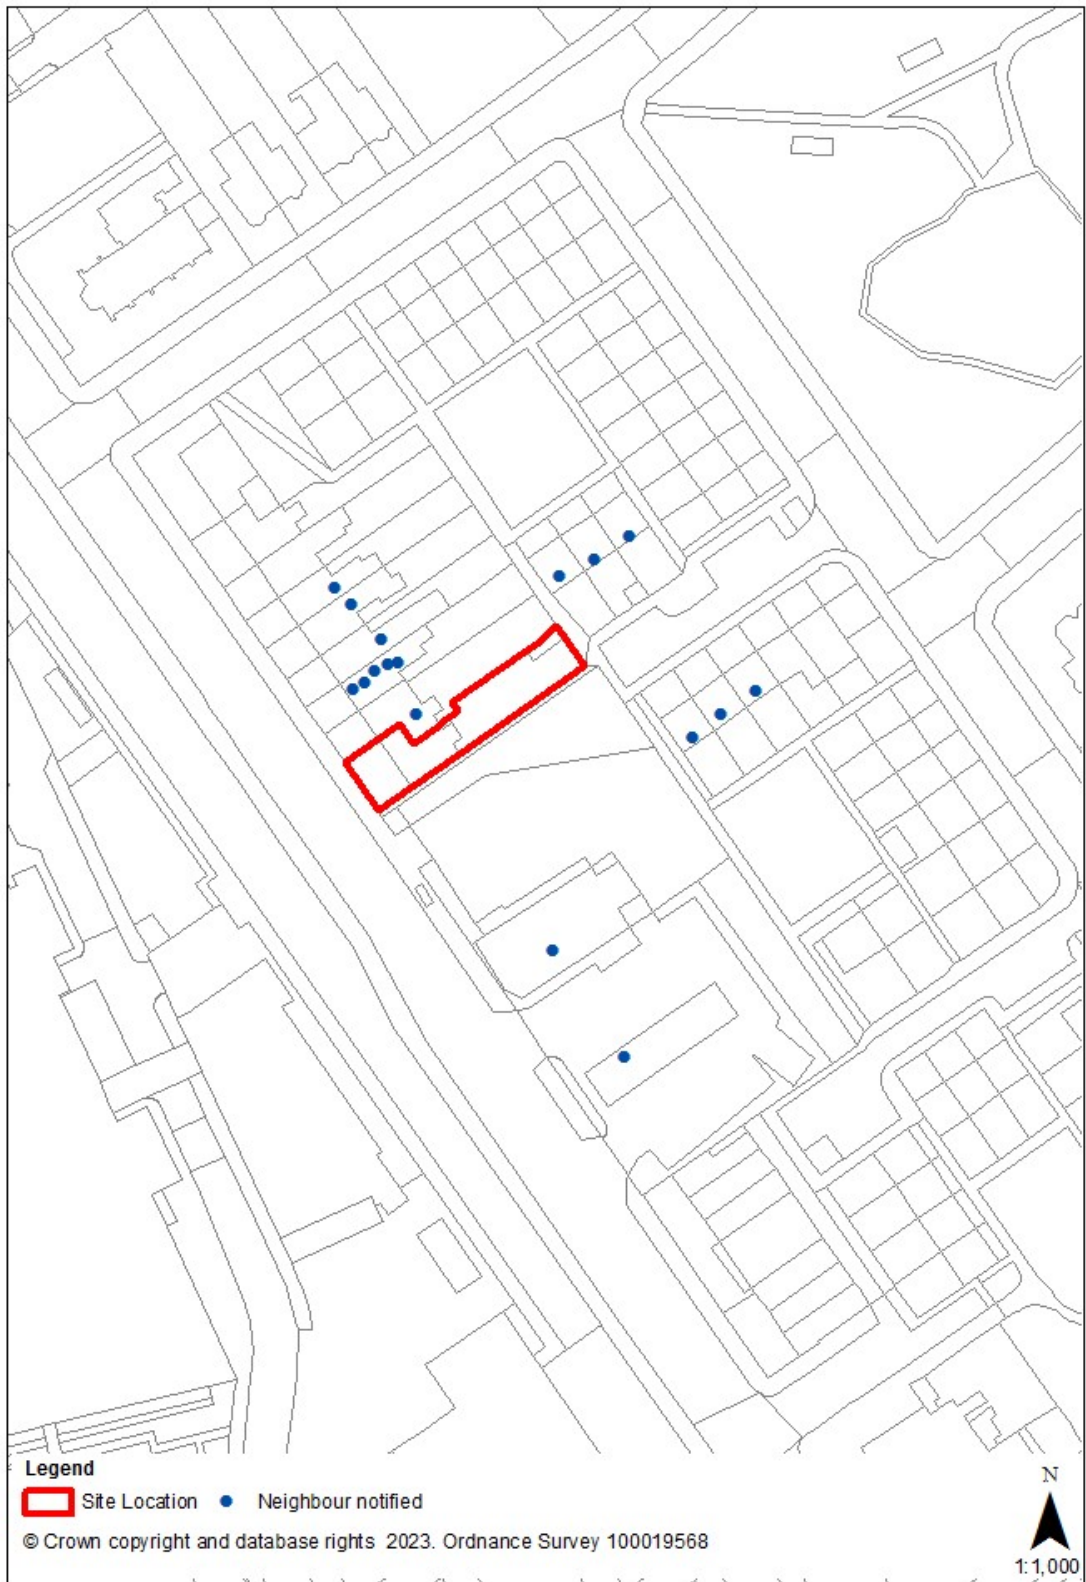 Legend
Site Location
Neighbour notified
© Crown copyright and database rights 2023. Ordnance Survey 100019568
N
1:1,000